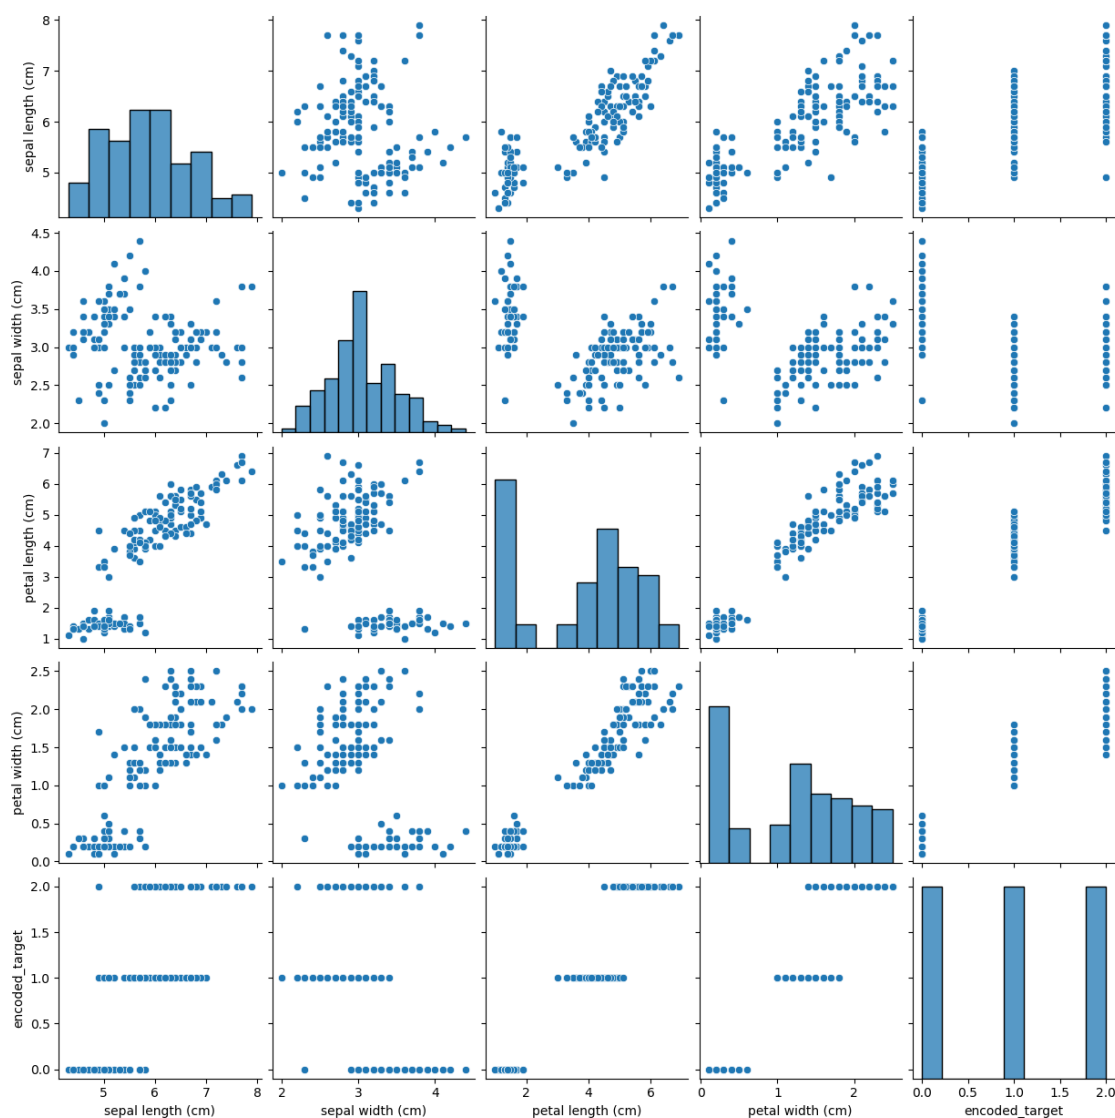 8
7
6
5
sepal length (cm)
4.5
4.0
3.5
3.0
2.5
2.0
sepal width (cm)
7
6
5
4
3
2
1
petal length (cm)
2.5
2.0
1.5
1.0
0.5
0.0
petal width (cm)
2.0
1.5
1.0
0.5
0.0
encoded_target
5 6 7 8
sepal length (cm)
3 4
sepal width (cm)
2 4 6
petal length (cm)
0 1 2
petal width (cm)
0.0 0.5 1.0 1.5 2.0
encoded_target